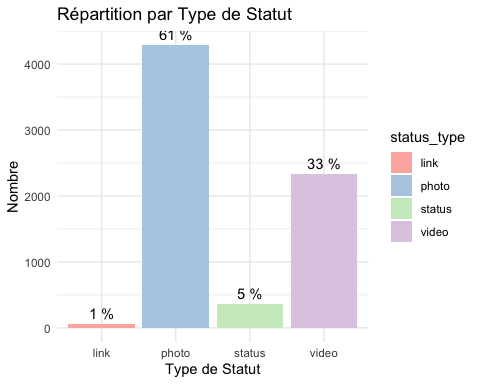 Répartition par Type de Statut
61 %
4000
3000
2000
1000
0
Nombre
33 %
5 %
1 %
link
photo
status
video
Type de Statut
status_type
link
photo
status
video